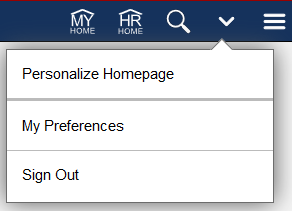 MY HR
HOME HOME
Personalize Homepage
My Preferences
Sign Out